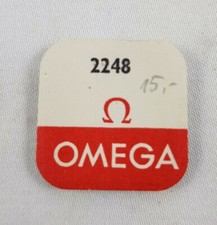 2248
15,-
Ω
OMEGA